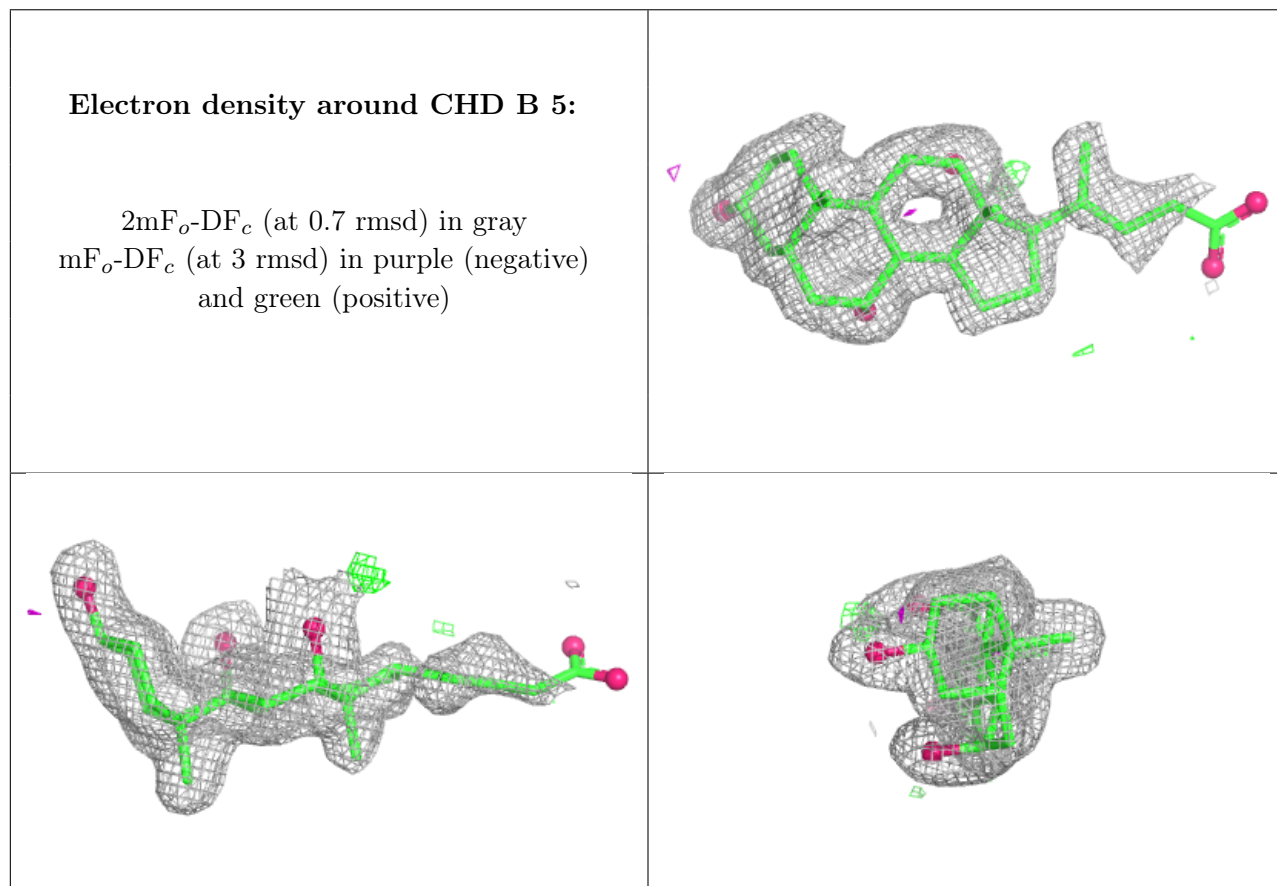 Electron density around CHD B 5:
2mFo-DFc (at 0.7 rmsd) in gray
mFo-DFc (at 3 rmsd) in purple (negative)
and green (positive)